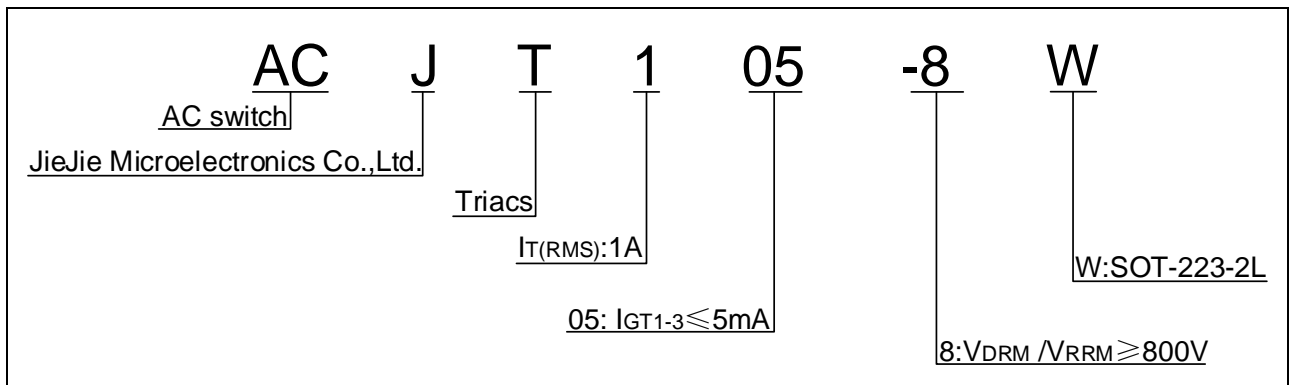 AC J T 1 05 -8 W
AC switch
JieJie Microelectronics Co.,Ltd.
Triacs
IT(RMS):1A
W:SOT-223-2L
05: IGT1-3≤5mA
8:VDRM /VRRM≥800V